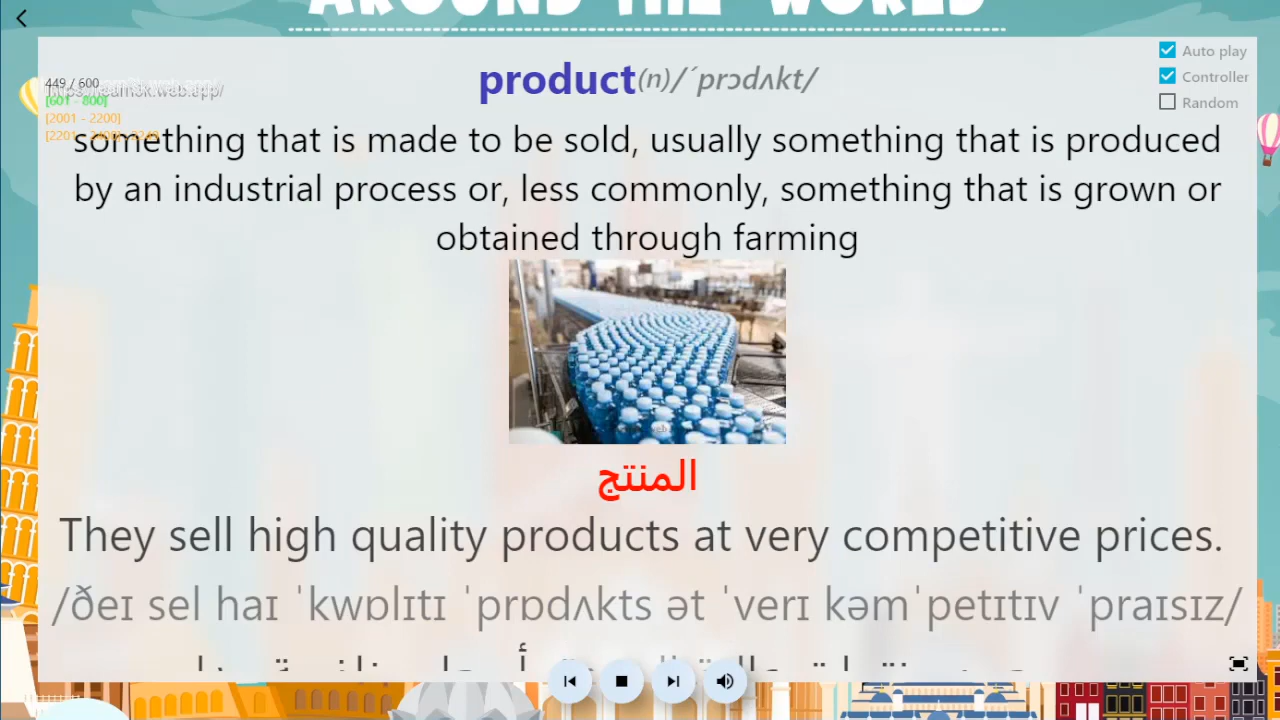 AROUND THE WORLD
Auto play
Controller
Random
449 / 600
[601 - 800]
[2001 - 2200]
product(n)/ˊprɔdʌkt/
something that is made to be sold, usually something that is produced
by an industrial process or, less commonly, something that is grown or
obtained through farming
المنتج
They sell high quality products at very competitive prices.
/ðeɪ sel haɪ ˈkwɒlɪtɪ ˈprɒdʌkts ət ˈverɪ kəmˈpetɪtɪv ˈpraɪsɪz/